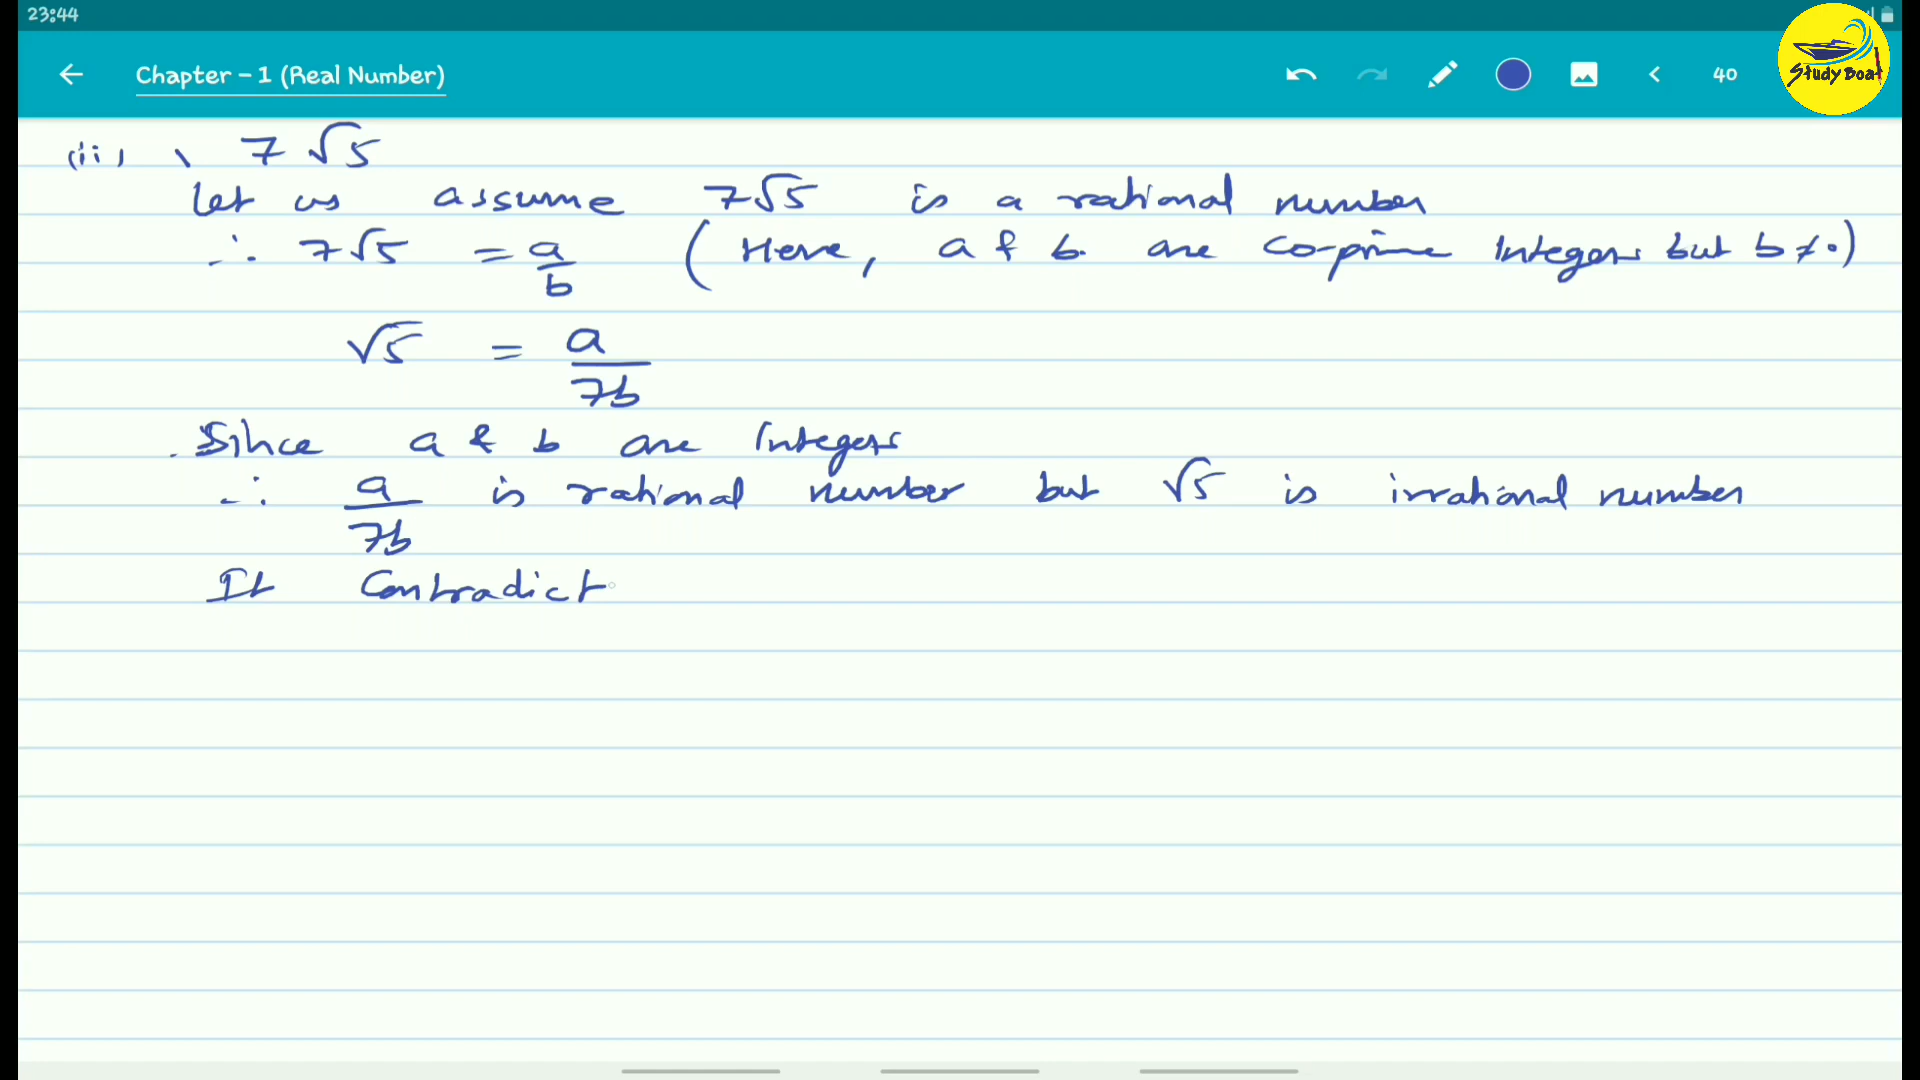 23:44
Chapter – 1 (Real Number)
40
Study Boat
(ii) 7√5
Let us assume 7√5 is a rational number
∴ 7√5 = a/b (Here, a & b are co-prime Integers but b≠0)
√5 = a/7b
Since a & b are Integers
∴ a/7b is rational number but √5 is irrational number
It Contradict